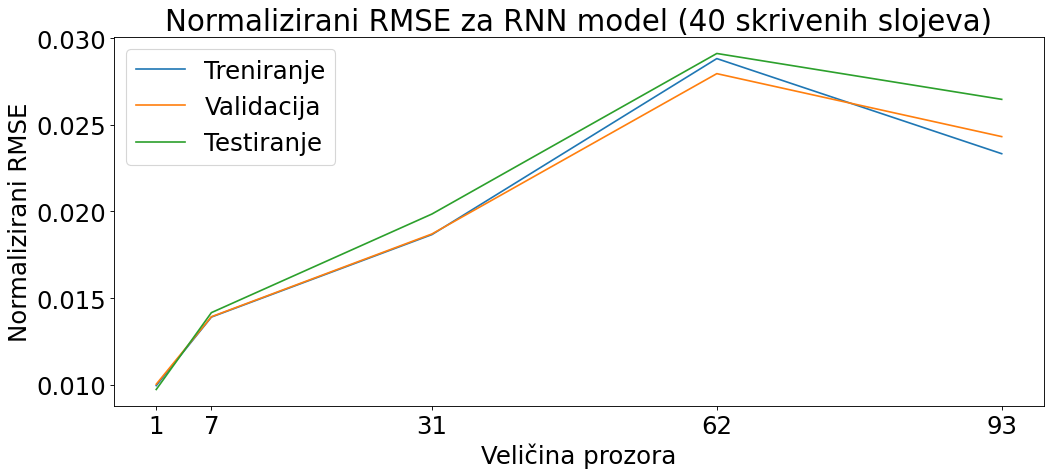 Normalizirani RMSE za RNN model (40 skrivenih slojeva)
Normalizirani RMSE
0.030
0.025
0.020
0.015
0.010
Treniranje
Validacija
Testiranje
1 7 31 62 93
Veličina prozora